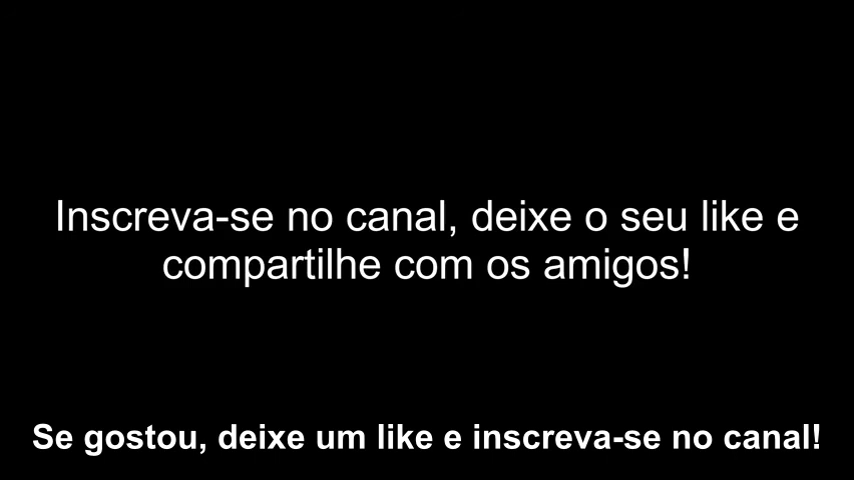 Inscreva-se no canal, deixe o seu like e
compartilhe com os amigos!
Se gostou, deixe um like e inscreva-se no canal!